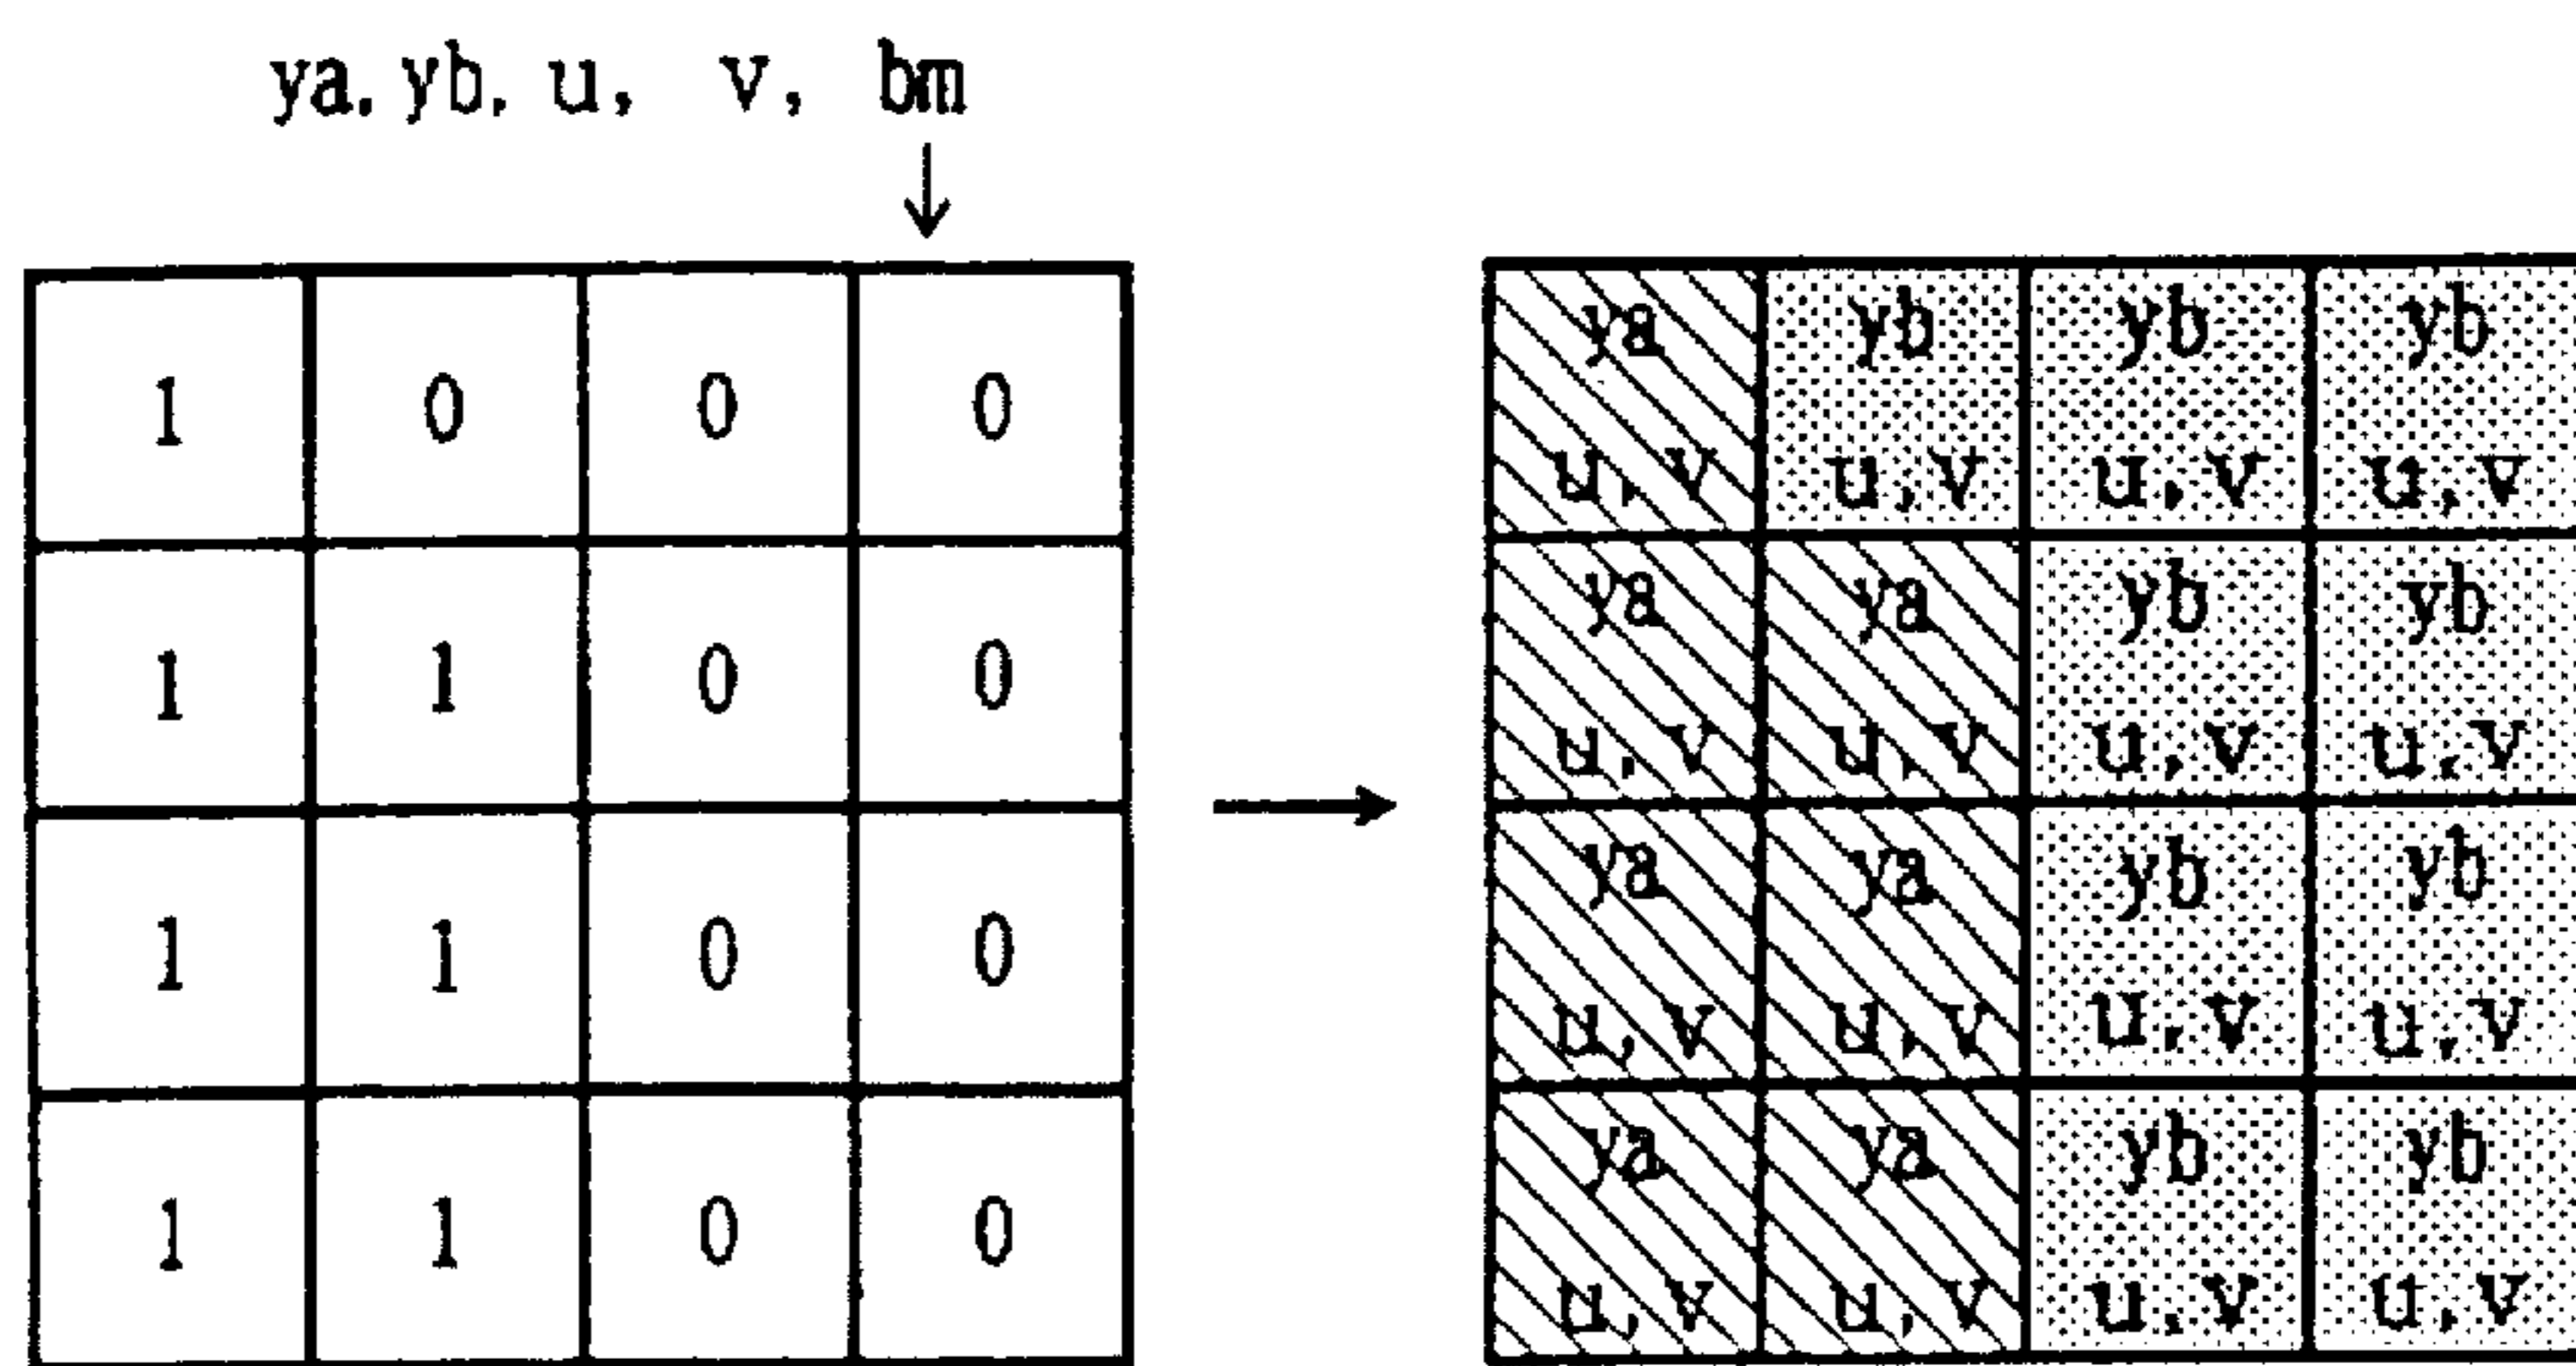 ya. yb. u, v, bm
1 0 0 0
1 1 0 0
1 1 0 0
1 1 0 0
ya yb yb yb
u, v u, v u, v u, v
ya ya yb yb
u, v u, v u, v u, v
ya ya yb yb
u, v u, v u, v u, v
ya ya yb yb
u, v u, v u, v u, v